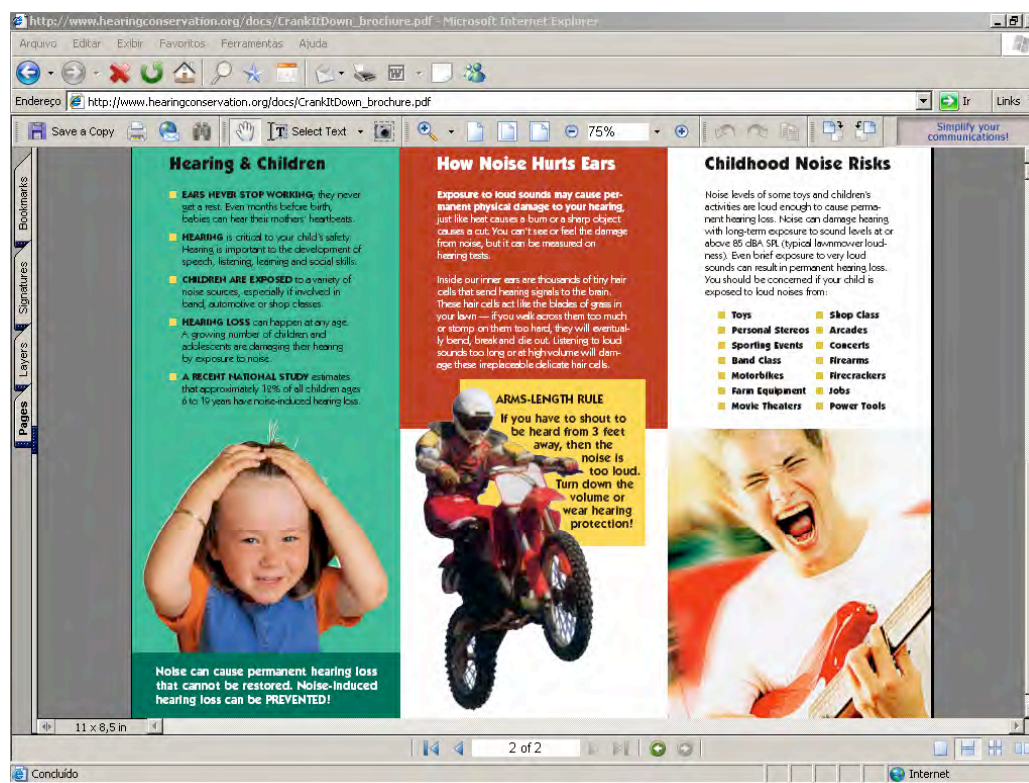 http://www.hearingconservation.org/docs/CrankItDown_brochure.pdf - Microsoft Internet Explorer
Arquivo Editar Exibir Favoritos Ferramentas Ajuda
Endereço http://www.hearingconservation.org/docs/CrankItDown_brochure.pdf Ir Links
Save a Copy Select Text 75% Simplify your communications!
Bookmarks
Signatures
Layers
Pages
Hearing & Children
EARS NEVER STOP WORKING; they never
get a rest. Even months before birth,
babies can hear their mothers' heartbeats.
HEARING is critical to your child's safety.
Hearing is important to the development of
speech, listening, learning and social skills.
CHILDREN ARE EXPOSED to a variety of
noise sources, especially if involved in
band, automotive or shop classes.
HEARING LOSS can happen at any age.
A growing number of children and
adolescents are damaging their hearing
by exposure to noise.
A RECENT NATIONAL STUDY estimates
that approximately 12% of all children ages
6 to 19 years have noise-induced hearing loss.
Noise can cause permanent hearing loss
that cannot be restored. Noise-induced
hearing loss can be PREVENTED!
How Noise Hurts Ears
Exposure to loud sounds may cause per-
manent physical damage to your hearing,
just like heat causes a burn or a sharp object
causes a cut. You can't see or feel the damage
from noise, but it can be measured on
hearing tests.
Inside our inner ears are thousands of tiny hair
cells that send hearing signals to the brain.
These hair cells act like the blades of grass in
your lawn — if you walk across them too much
or stomp on them too hard, they will eventual-
ly bend, break and die out. Listening to loud
sounds too long or at high volume will dam-
age these irreplaceable delicate hair cells.
ARMS-LENGTH RULE
If you have to shout to
be heard from 3 feet
away, then the
noise is
too loud.
Turn down the
volume or
wear hearing
protection!
Childhood Noise Risks
Noise levels of some toys and children's
activities are loud enough to cause perma-
nent hearing loss. Noise can damage hearing
with long-term exposure to sound levels at or
above 85 dBA SPL (typical lawnmower loud-
ness). Even brief exposure to very loud
sounds can result in permanent hearing loss.
You should be concerned if your child is
exposed to loud noises from:
Toys
Personal Stereos
Sporting Events
Band Class
Motorbikes
Farm Equipment
Movie Theaters
Shop Class
Arcades
Concerts
Firearms
Firecrackers
Jobs
Power Tools
11 x 8,5 in
2 of 2
Concluído Internet